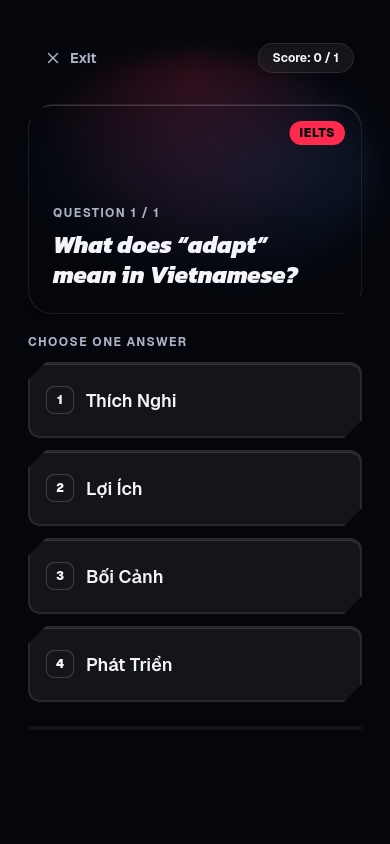 Exit
Score: 0 / 1
IELTS
QUESTION 1 / 1
What does “adapt”
mean in Vietnamese?
CHOOSE ONE ANSWER
1 Thích Nghi
2 Lợi Ích
3 Bối Cảnh
4 Phát Triển